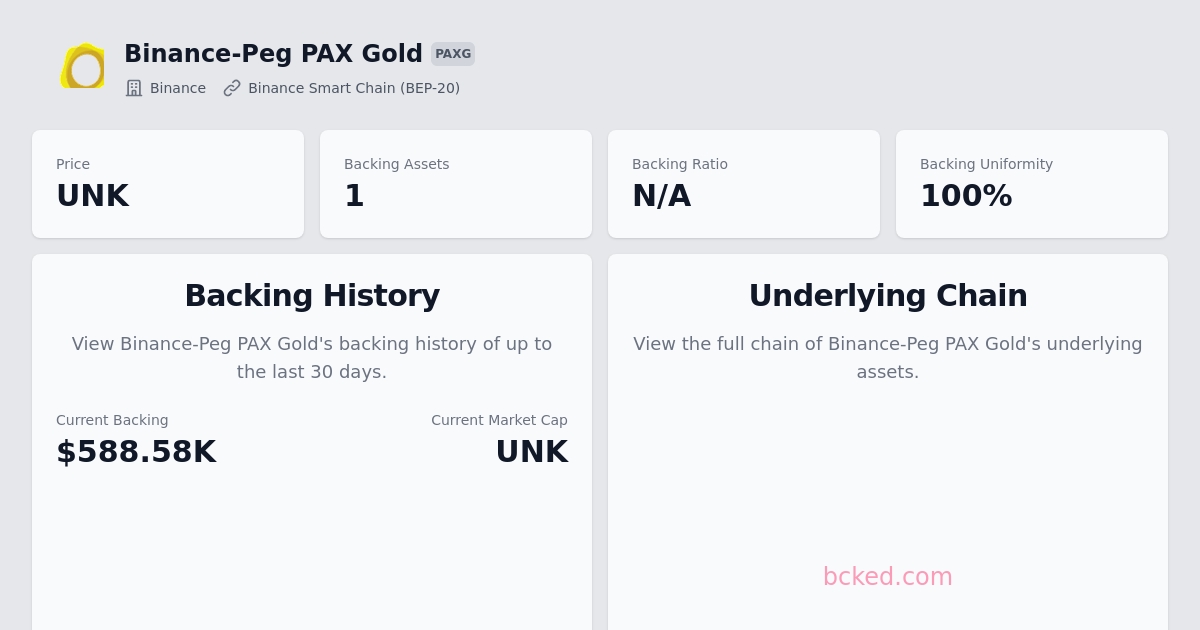 Binance-Peg PAX Gold PAXG
Binance Binance Smart Chain (BEP-20)
Price
UNK
Backing Assets
1
Backing Ratio
N/A
Backing Uniformity
100%
Backing History
View Binance-Peg PAX Gold's backing history of up to
the last 30 days.
Current Backing
$588.58K
Current Market Cap
UNK
Underlying Chain
View the full chain of Binance-Peg PAX Gold's underlying
assets.
bcked.com